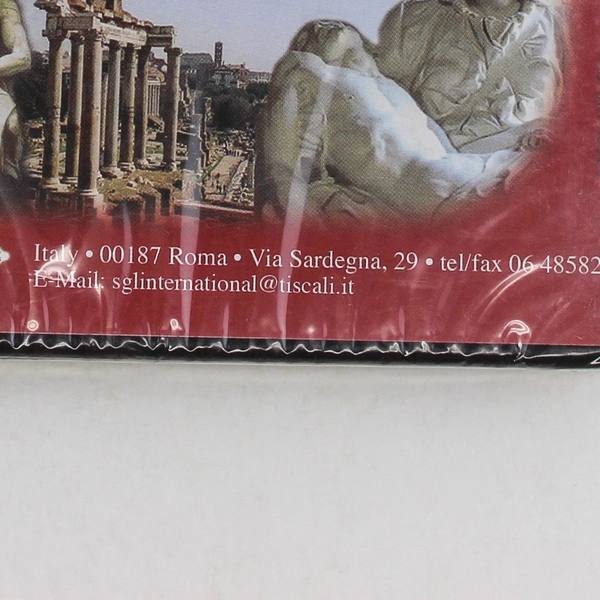 Italy • 00187 Roma • Via Sardegna, 29 • tel/fax 06 48582
E-Mail: sglinternational@tiscali.it